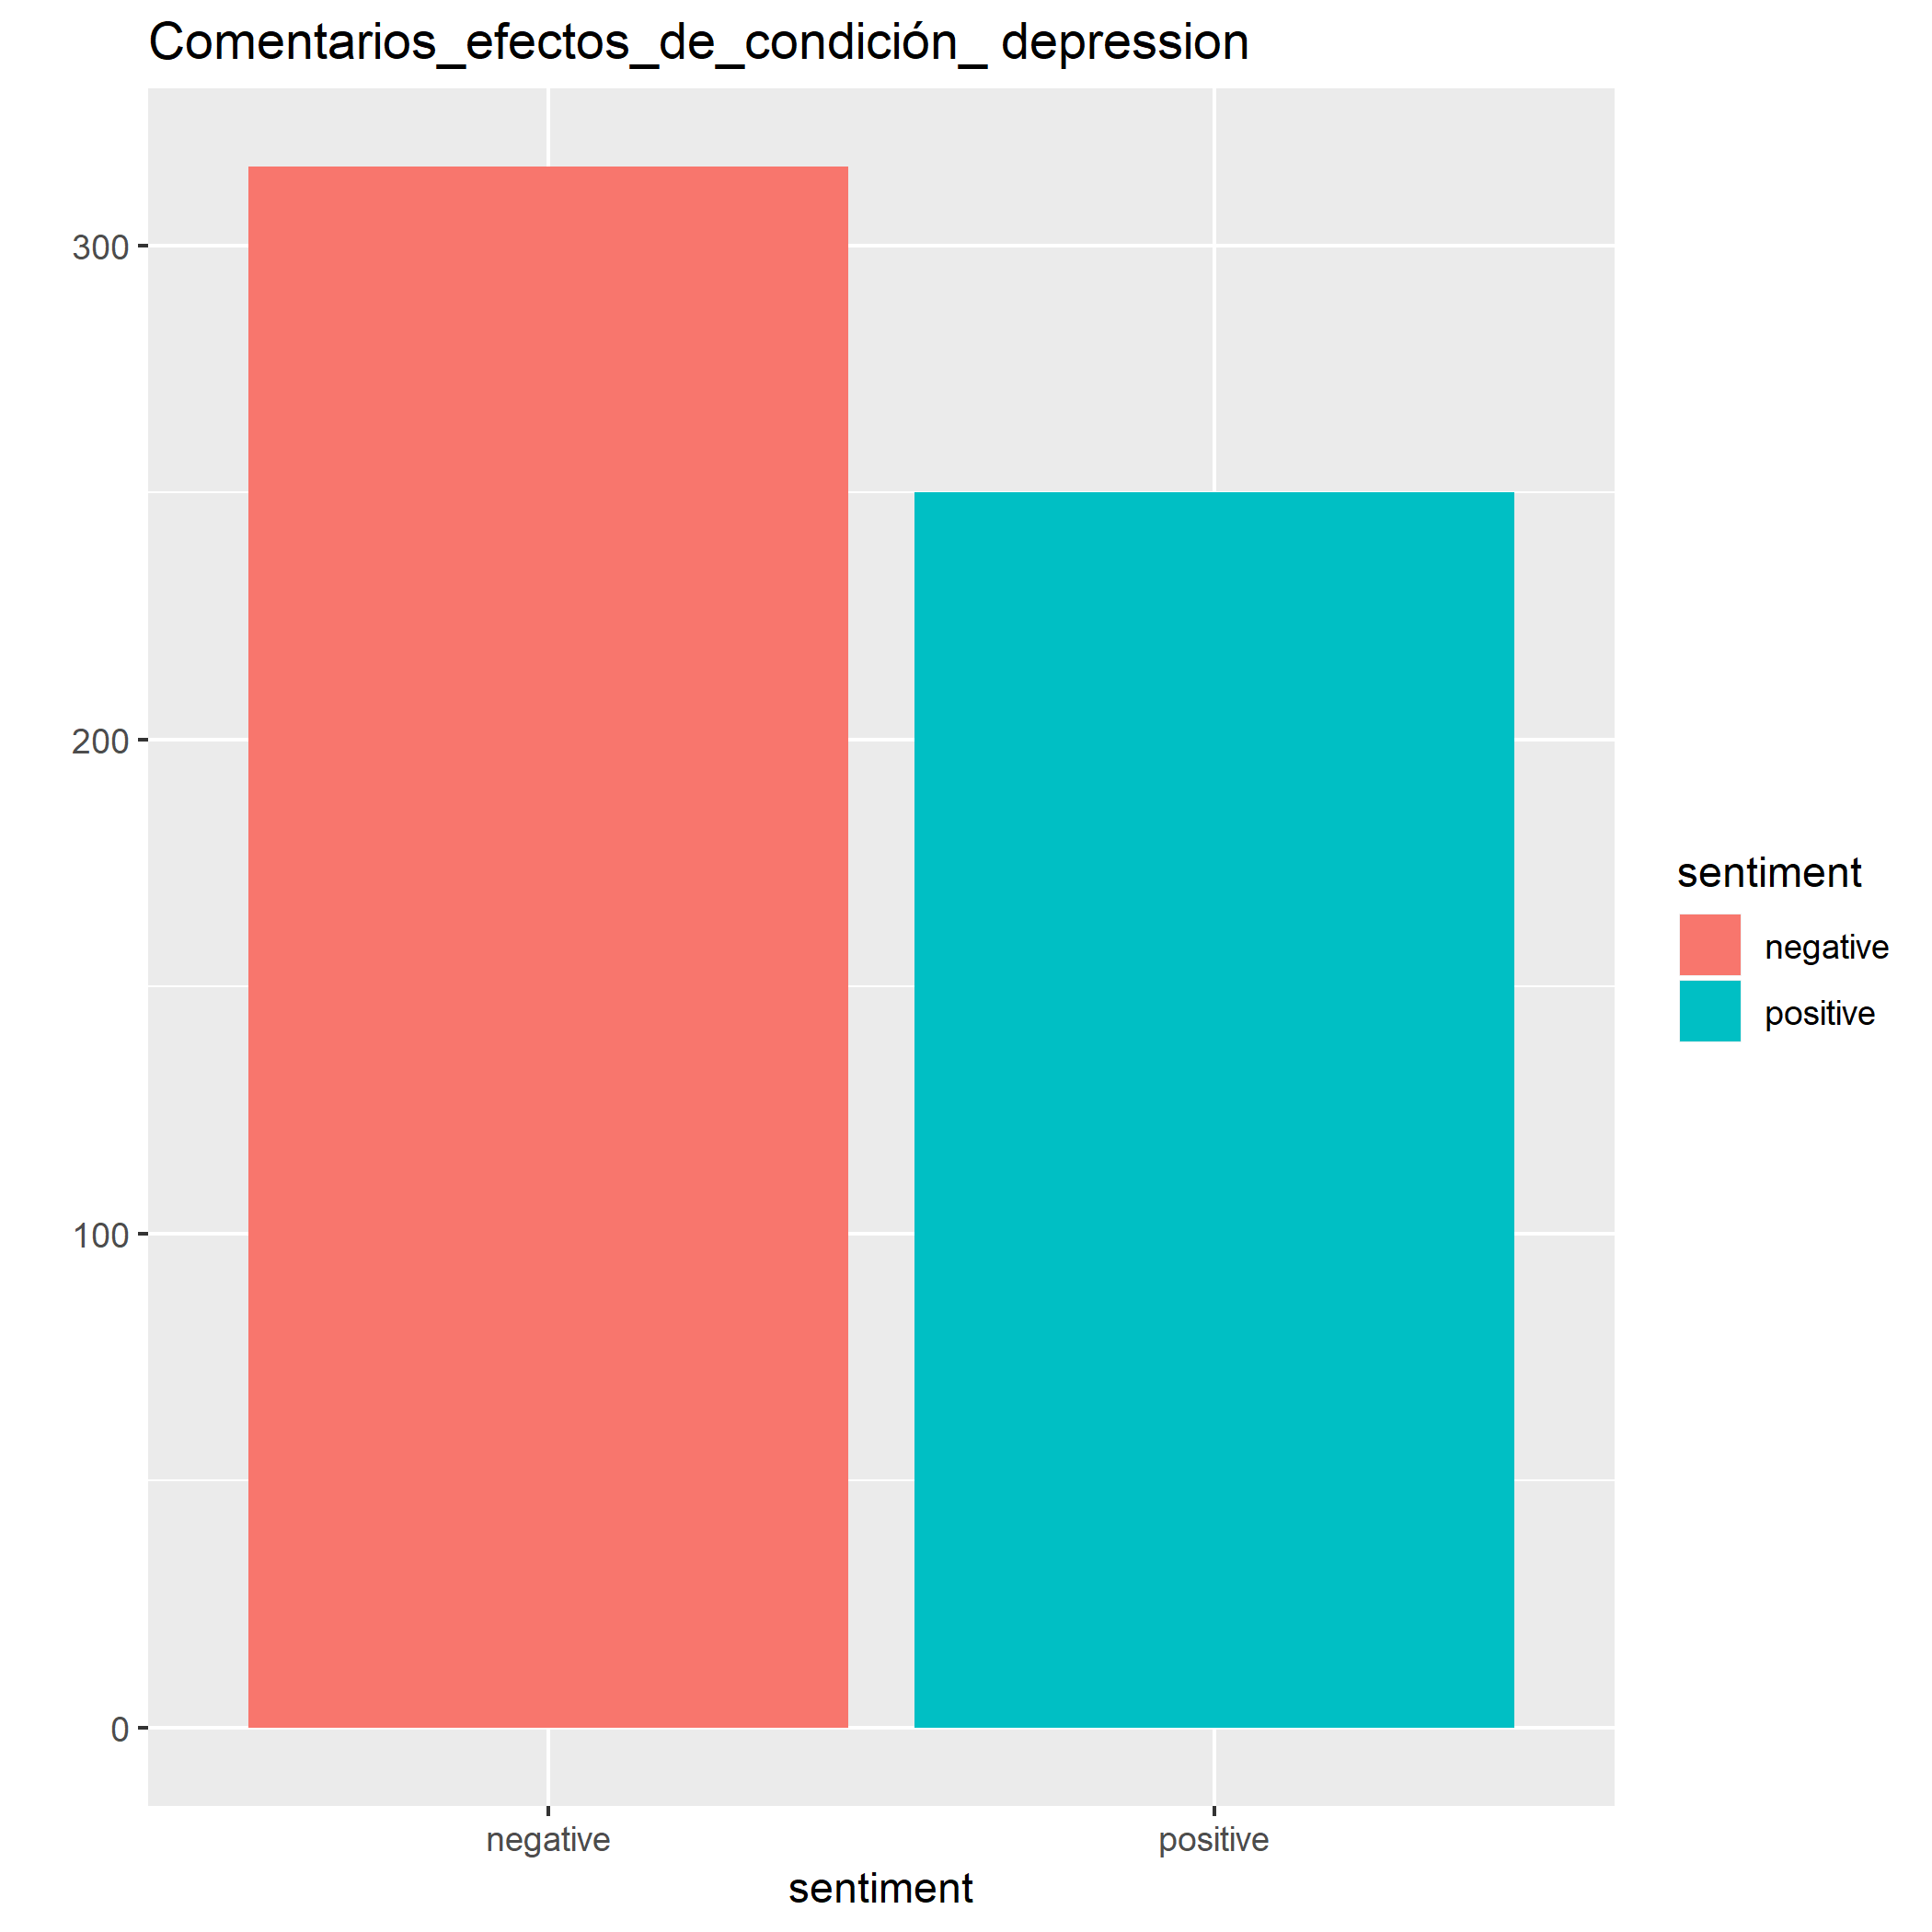 Comentarios_efectos_de_condición_ depression
300
200
100
0
negative
positive
sentiment
sentiment
negative
positive